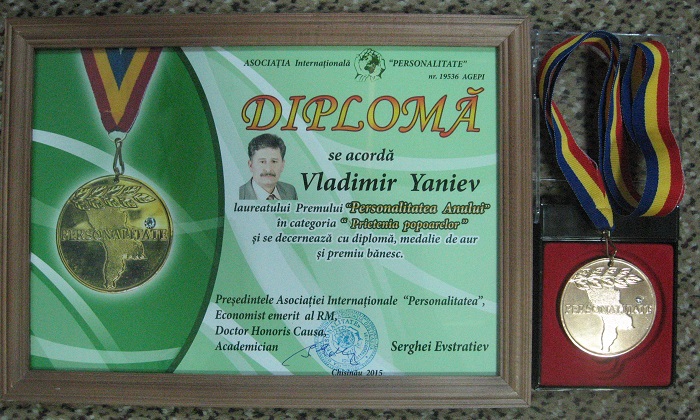 ASOCIAȚIA Internațională "PERSONALITATE"
nr. 19536 AGEPI
DIPLOMĂ
se acordă
Vladimir Yaniev
laureatului Premiului "Personalitatea Anului"
în categoria " Prietenia popoarelor "
și se decernează cu diplomă, medalie de aur
și premiu bănesc.
Președintele Asociației Internaționale "Personalitatea",
Economist emerit al RM,
Doctor Honoris Causa,
Academician Serghei Evstratiev
Chișinău 2015
PERSONALITATE
PERSONALITATE